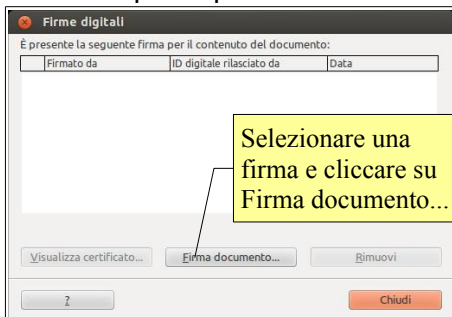 Firme digitali
È presente la seguente firma per il contenuto del documento:
Firmato da ID digitale rilasciato da Data
Selezionare una
firma e cliccare su
Firma documento...
Visualizza certificato... Firma documento... Rimuovi
? Chiudi